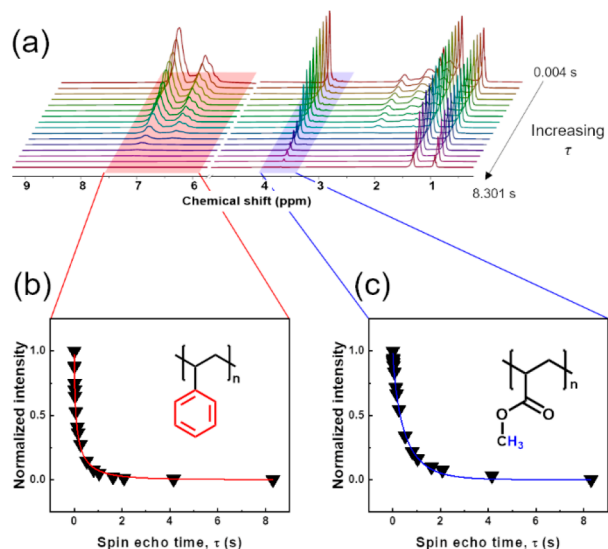 (a)
0.004 s
Increasing
τ
8.301 s
9 8 7 6 4 3 2 1
Chemical shift (ppm)
(b)
(c)
Normalized intensity
1.0
0.5
0.0
n
0 2 4 6 8
Spin echo time, τ (s)
Normalized intensity
1.0
0.5
0.0
n
O
O
CH3
0 2 4 6 8
Spin echo time, τ (s)